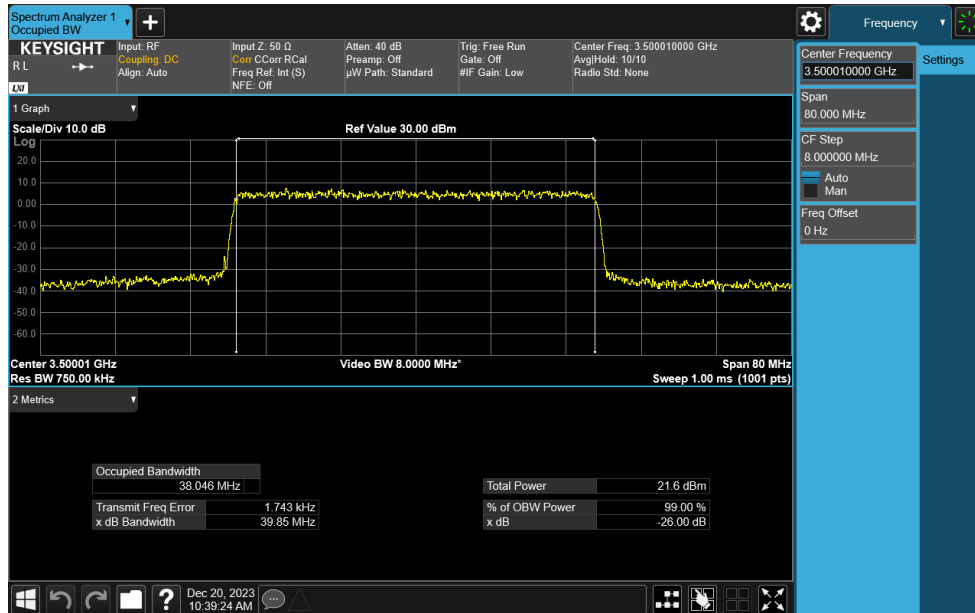 Spectrum Analyzer 1
Occupied BW
Frequency
KEYSIGHT
R L
LXI
Input: RF
Coupling: DC
Align: Auto
Input Z: 50 Ω
Corr CCorr RCal
Freq Ref: Int (S)
NFE: Off
Atten: 40 dB
Preamp: Off
µW Path: Standard
Trig: Free Run
Gate: Off
#IF Gain: Low
Center Freq: 3.500010000 GHz
Avg|Hold: 10/10
Radio Std: None
Center Frequency
3.500010000 GHz
Settings
Span
80.000 MHz
CF Step
8.000000 MHz
Auto
Man
Freq Offset
0 Hz
1 Graph
Scale/Div 10.0 dB
Ref Value 30.00 dBm
Log
20.0
10.0
0.00
-10.0
-20.0
-30.0
-40.0
-50.0
-60.0
Center 3.50001 GHz
Video BW 8.0000 MHz*
Span 80 MHz
Res BW 750.00 kHz
Sweep 1.00 ms (1001 pts)
2 Metrics
Occupied Bandwidth
38.046 MHz
Total Power 21.6 dBm
Transmit Freq Error 1.743 kHz
% of OBW Power 99.00 %
x dB Bandwidth 39.85 MHz
x dB -26.00 dB
Dec 20, 2023
10:39:24 AM